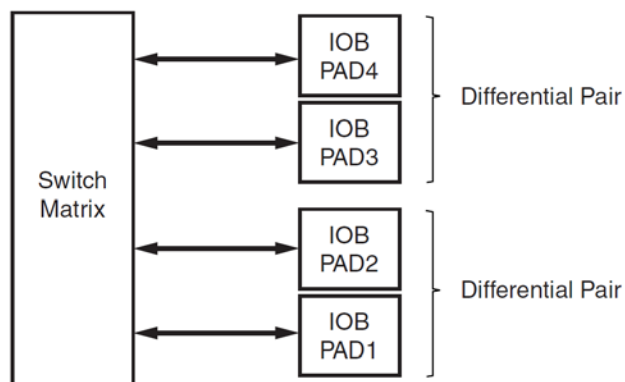 IOB
PAD4
Differential Pair
IOB
PAD3
Switch
Matrix
IOB
PAD2
Differential Pair
IOB
PAD1